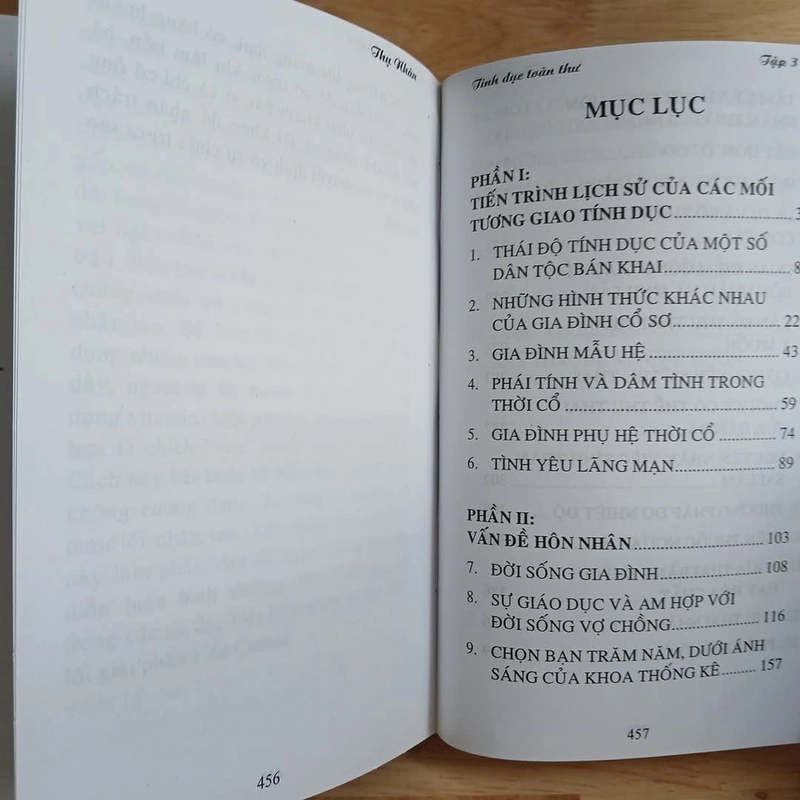 Thụ Nhân
456
Tính dục toàn thư
Tập 3
MỤC LỤC
PHẦN I:
TIẾN TRÌNH LỊCH SỬ CỦA CÁC MỐI
TƯƠNG GIAO TÍNH DỤC............3
1. THÁI ĐỘ TÍNH DỤC CỦA MỘT SỐ
DÂN TỘC BÁN KHAI............8
2. NHỮNG HÌNH THỨC KHÁC NHAU
CỦA GIA ĐÌNH CỔ SƠ............22
3. GIA ĐÌNH MẪU HỆ............43
4. PHÁI TÍNH VÀ DÂM TÌNH TRONG
THỜI CỔ............59
5. GIA ĐÌNH PHỤ HỆ THỜI CỔ............74
6. TÌNH YÊU LÃNG MẠN............89
PHẦN II:
VẤN ĐỀ HÔN NHÂN............103
7. ĐỜI SỐNG GIA ĐÌNH............108
8. SỰ GIÁO DỤC VÀ AM HỢP VỚI
ĐỜI SỐNG VỢ CHỒNG............116
9. CHỌN BẠN TRĂM NĂM, DƯỚI ÁNH
SÁNG CỦA KHOA THỐNG KÊ.........157
457